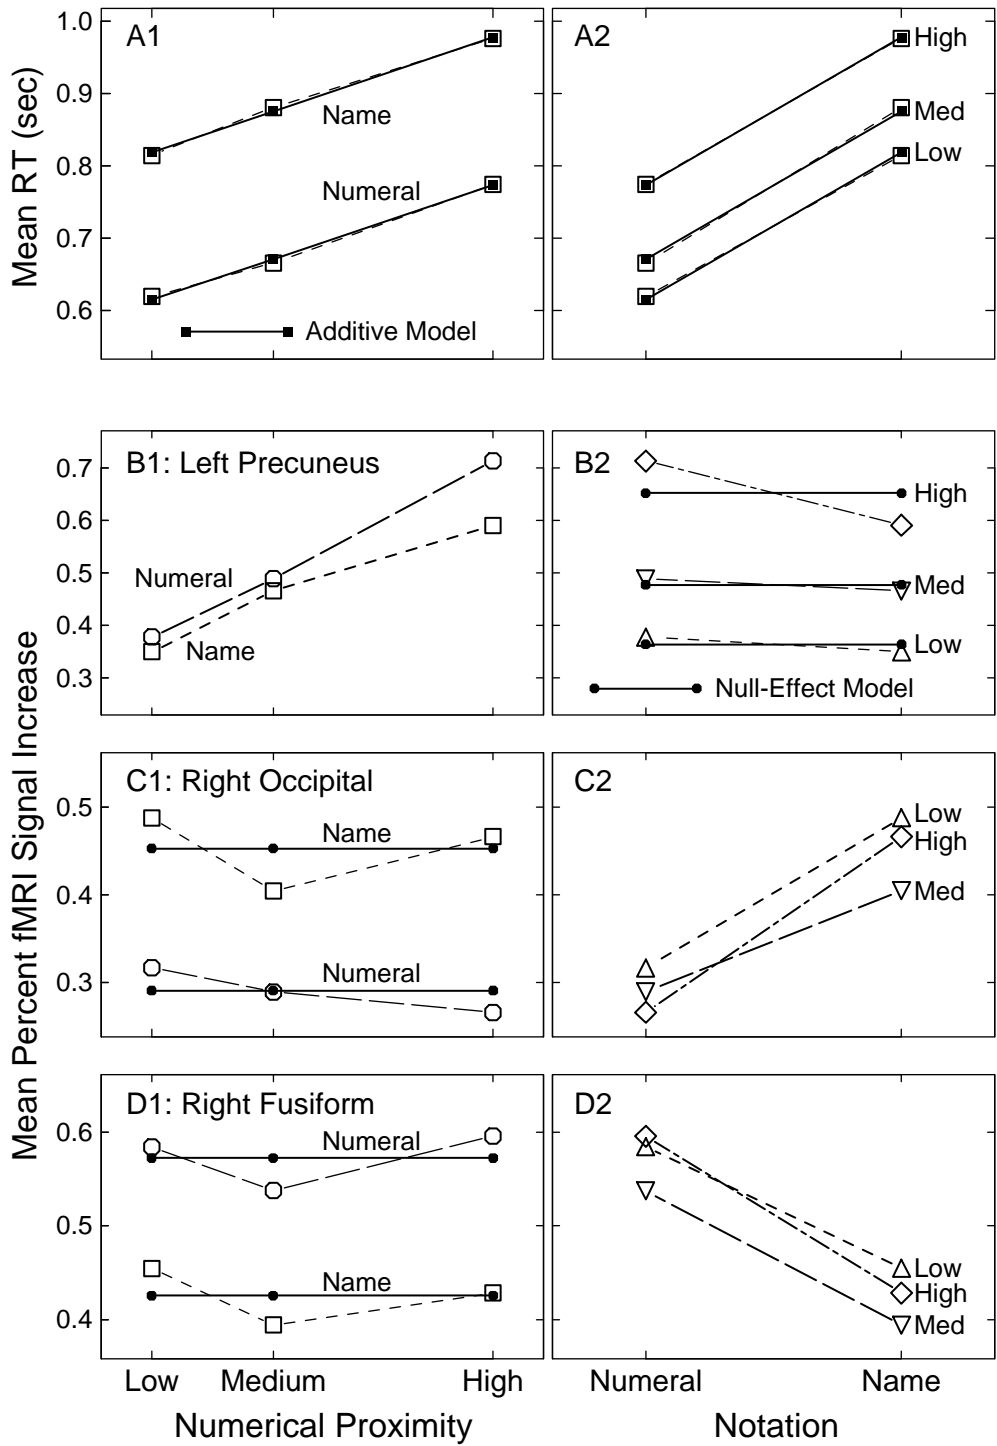 A1
A2
1.0
0.9
0.8
0.7
0.6
Mean RT (sec)
Name
Numeral
Additive Model
High
Med
Low
B1: Left Precuneus
B2
0.7
0.6
0.5
0.4
0.3
Numeral
Name
High
Med
Low
Null-Effect Model
Mean Percent fMRI Signal Increase
C1: Right Occipital
C2
0.5
0.4
0.3
Name
Numeral
Low
High
Med
D1: Right Fusiform
D2
0.6
0.5
0.4
Numeral
Name
Low
High
Med
Low Medium High
Numeral Name
Numerical Proximity
Notation